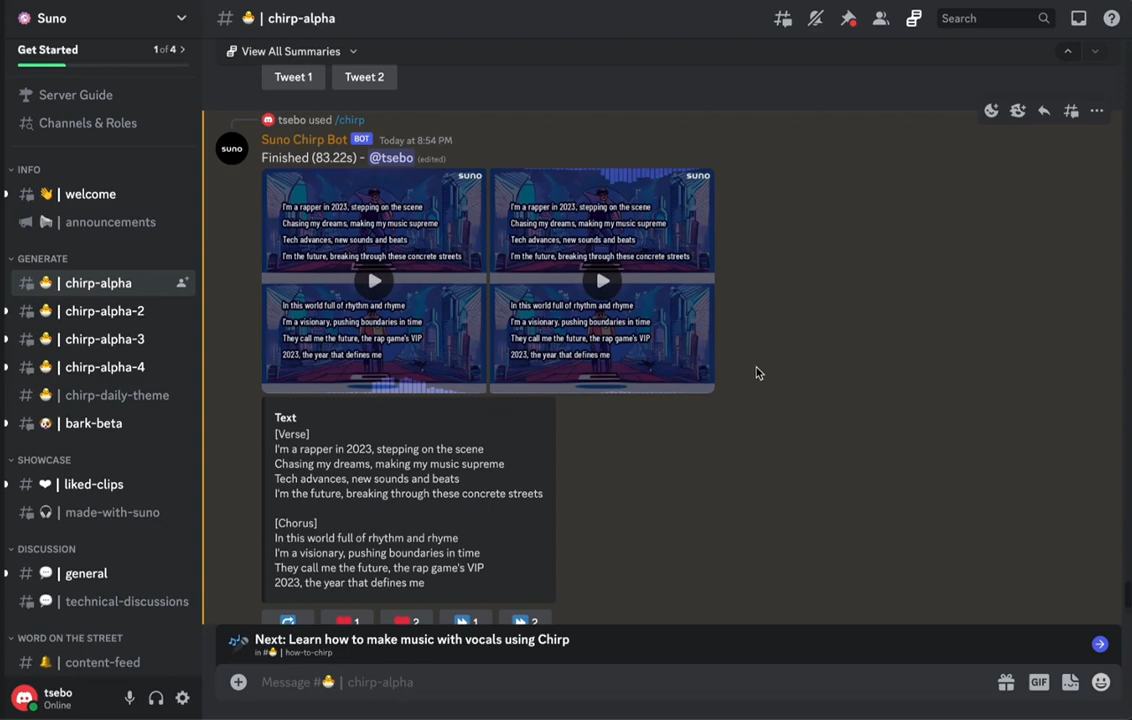 Suno
Get Started
1 of 4
Server Guide
Channels & Roles
INFO
welcome
announcements
GENERATE
chirp-alpha
chirp-alpha-2
chirp-alpha-3
chirp-alpha-4
chirp-daily-theme
bark-beta
SHOWCASE
liked-clips
made-with-suno
DISCUSSION
general
technical-discussions
WORD ON THE STREET
content-feed
tsebo
Online
# 🐣 | chirp-alpha
Search
View All Summaries
Tweet 1
Tweet 2
tsebo used /chirp
suno
Suno Chirp Bot BOT Today at 8:54 PM
Finished (83.22s) - @tsebo (edited)
suno
I'm a rapper in 2023, stepping on the scene
Chasing my dreams, making my music supreme
Tech advances, new sounds and beats
I'm the future, breaking through these concrete streets
In this world full of rhythm and rhyme
I'm a visionary, pushing boundaries in time
They call me the future, the rap game's VIP
2023, the year that defines me
suno
I'm a rapper in 2023, stepping on the scene
Chasing my dreams, making my music supreme
Tech advances, new sounds and beats
I'm the future, breaking through these concrete streets
In this world full of rhythm and rhyme
I'm a visionary, pushing boundaries in time
They call me the future, the rap game's VIP
2023, the year that defines me
Text
[Verse]
I'm a rapper in 2023, stepping on the scene
Chasing my dreams, making my music supreme
Tech advances, new sounds and beats
I'm the future, breaking through these concrete streets
[Chorus]
In this world full of rhythm and rhyme
I'm a visionary, pushing boundaries in time
They call me the future, the rap game's VIP
2023, the year that defines me
1
2
1
2
Next: Learn how to make music with vocals using Chirp
in #🐣 | how-to-chirp
Message #🐣 | chirp-alpha
GIF